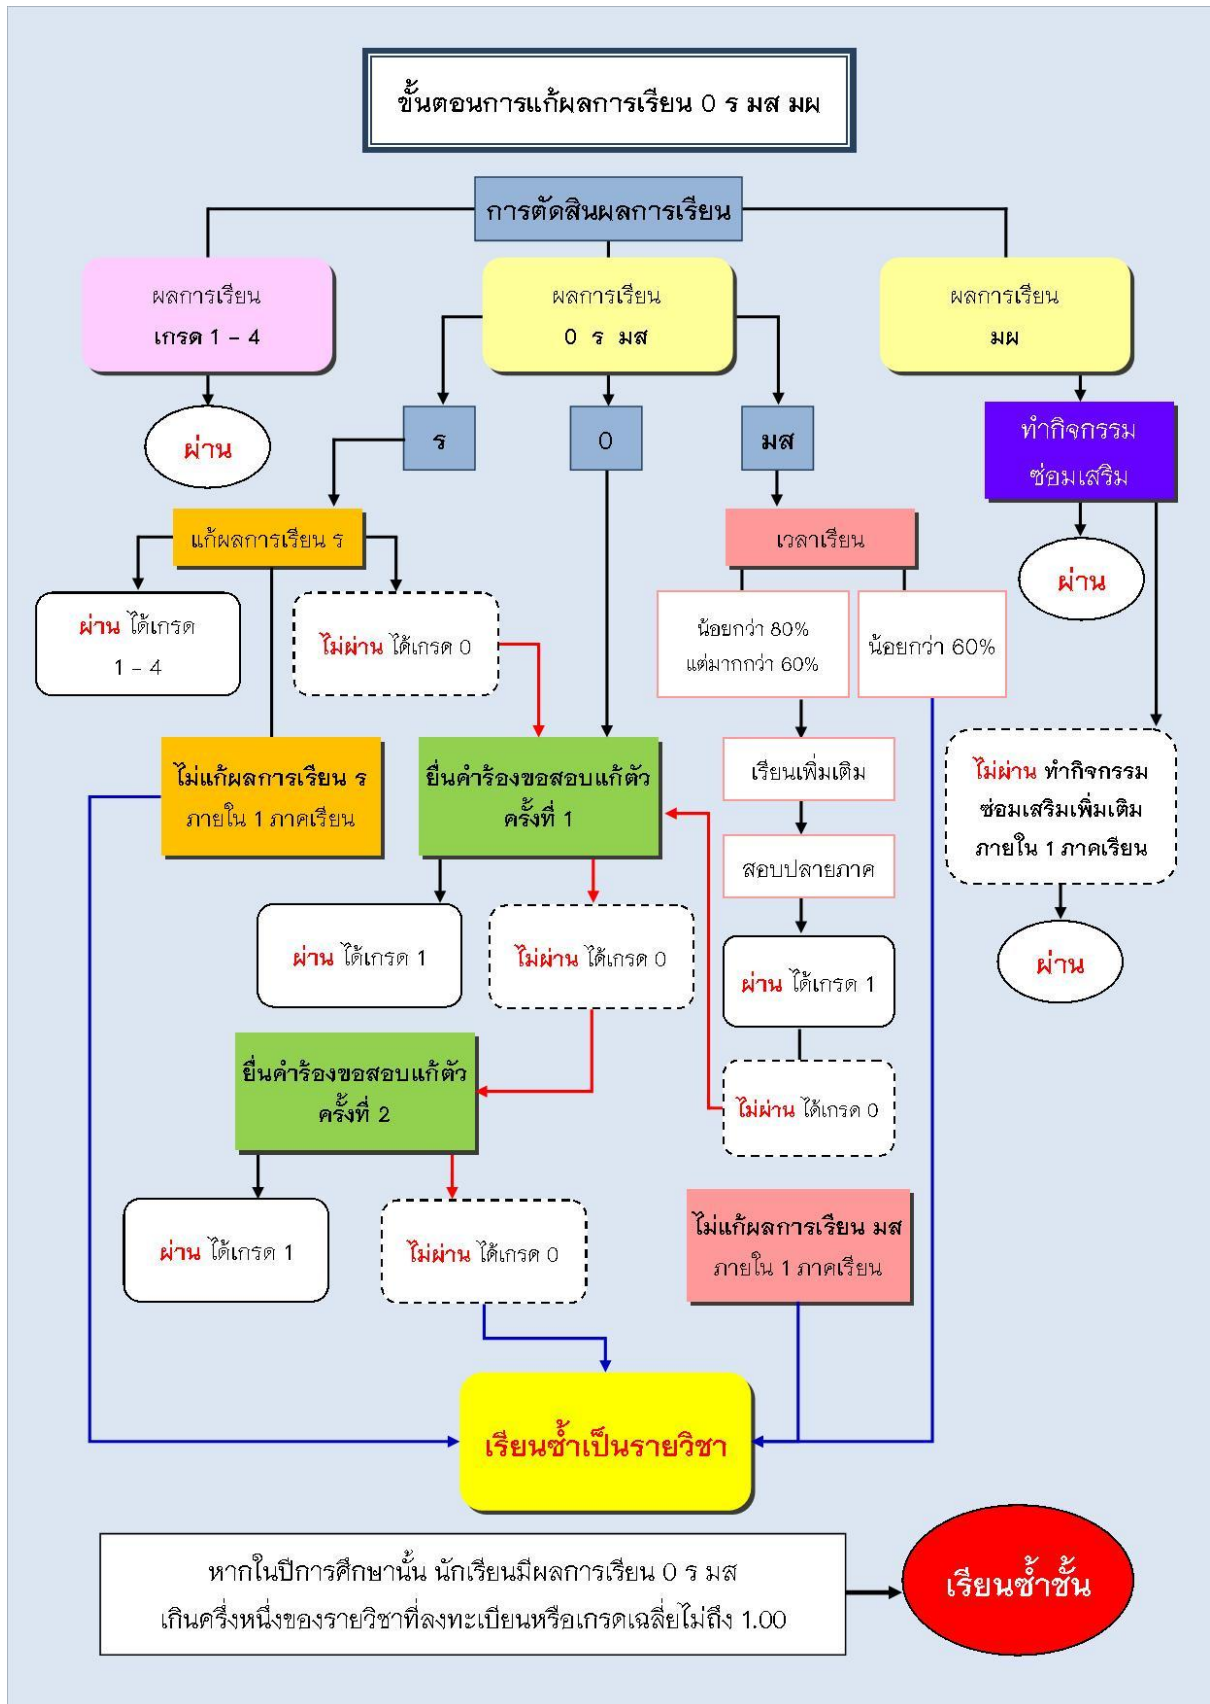 ขั้นตอนการแก้ผลการเรียน 0 ร มส มผ
การตัดสินผลการเรียน
ผลการเรียน
เกรด 1 – 4
ผลการเรียน
0 ร มส
ผลการเรียน
มผ
ผ่าน
ร
0
มส
ทำกิจกรรม
ซ่อมเสริม
แก้ผลการเรียน ร
เวลาเรียน
ผ่าน
ผ่าน ได้เกรด
1 – 4
ไม่ผ่าน ได้เกรด 0
น้อยกว่า 80%
แต่มากกว่า 60%
น้อยกว่า 60%
ไม่แก้ผลการเรียน ร
ภายใน 1 ภาคเรียน
ยื่นคำร้องขอสอบแก้ตัว
ครั้งที่ 1
เรียนเพิ่มเติม
ไม่ผ่าน ทำกิจกรรม
ซ่อมเสริมเพิ่มเติม
ภายใน 1 ภาคเรียน
สอบปลายภาค
ผ่าน ได้เกรด 1
ไม่ผ่าน ได้เกรด 0
ผ่าน ได้เกรด 1
ผ่าน
ยื่นคำร้องขอสอบแก้ตัว
ครั้งที่ 2
ไม่ผ่าน ได้เกรด 0
ผ่าน ได้เกรด 1
ไม่ผ่าน ได้เกรด 0
ไม่แก้ผลการเรียน มส
ภายใน 1 ภาคเรียน
เรียนซ้ำเป็นรายวิชา
หากในปีการศึกษานั้น นักเรียนมีผลการเรียน 0 ร มส
เกินครึ่งหนึ่งของรายวิชาที่ลงทะเบียนหรือเกรดเฉลี่ยไม่ถึง 1.00
เรียนซ้ำชั้น